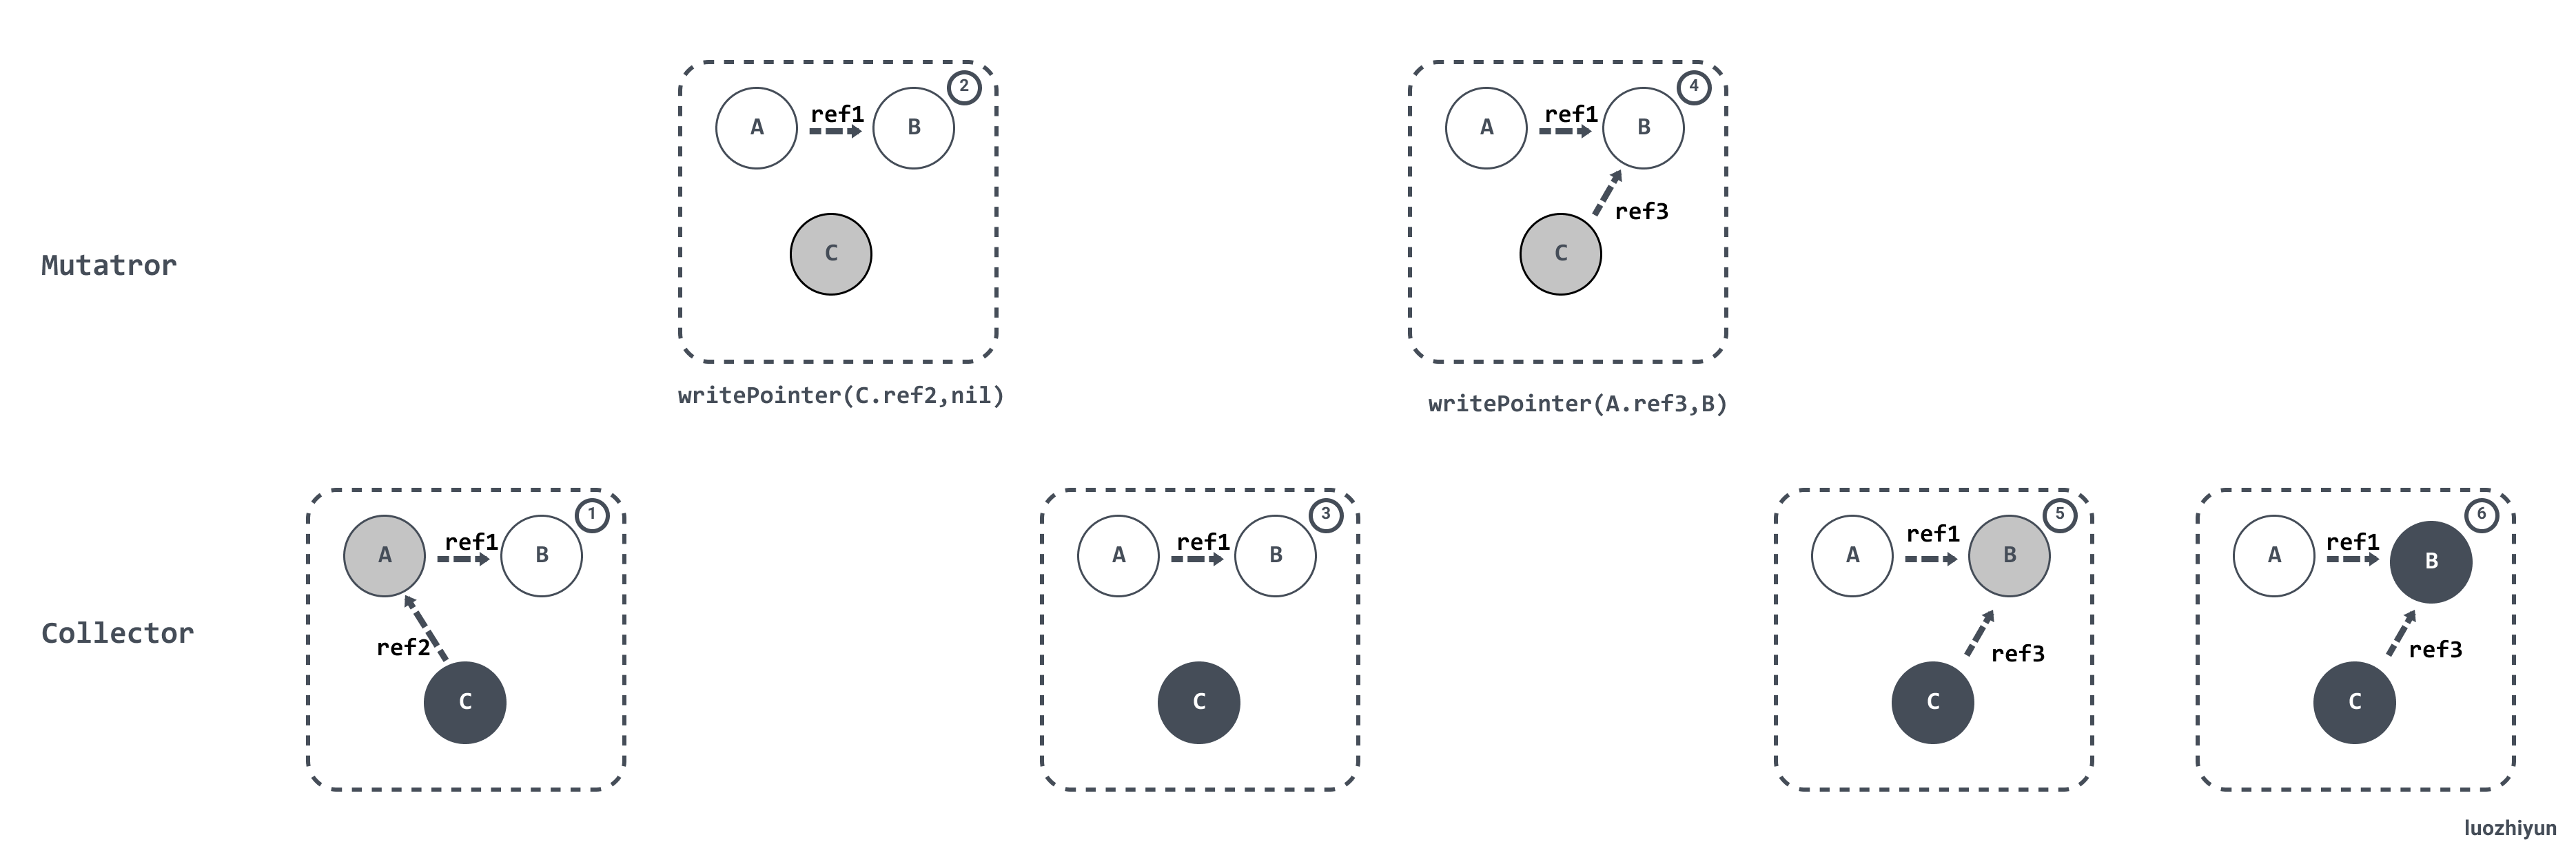 2
A ref1 B
C
4
A ref1 B
ref3
C
Mutatror
writePointer(C.ref2,nil)
writePointer(A.ref3,B)
Collector
1
A ref1 B
ref2
C
3
A ref1 B
C
5
A ref1 B
ref3
C
6
A ref1 B
ref3
C
luozhiyun